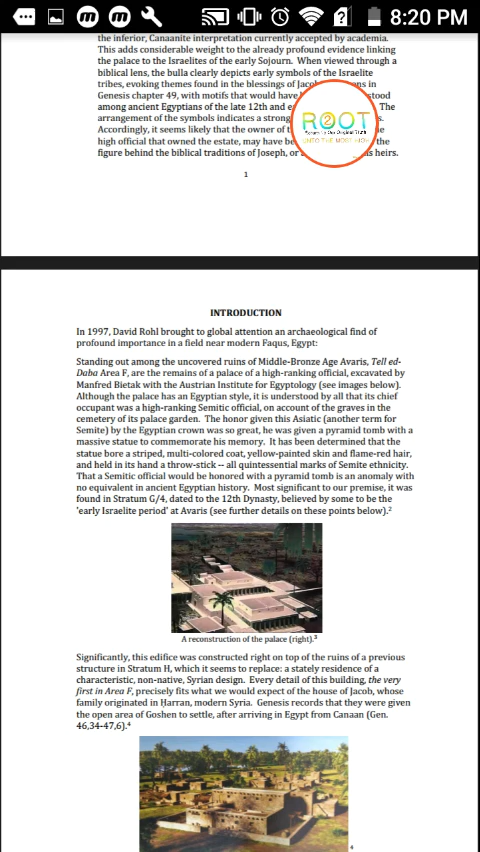 8:20 PM
the inferior, Canaanite interpretation currently accepted by academia.
This adds considerable weight to the already profound evidence linking
the palace to the Israelites of the early Sojourn. When viewed through a
biblical lens, the bulla clearly depicts early symbols of the Israelite
tribes, evoking themes found in the blessings of Jacob
Genesis chapter 49, with motifs that would have
among ancient Egyptians of the late 12th and The
arrangement of the symbols indicates a strong
Accordingly, it seems likely that the owner of
high official that owned the estate, may have the
figure behind the biblical traditions of Joseph, or heirs.
ROOT
2
UNTO THE MOST HIGH
1
INTRODUCTION
In 1997, David Rohl brought to global attention an archaeological find of
profound importance in a field near modern Faqus, Egypt:
Standing out among the uncovered ruins of Middle-Bronze Age Avaris, Tell ed-
Daba Area F, are the remains of a palace of a high-ranking official, excavated by
Manfred Bietak with the Austrian Institute for Egyptology (see images below).
Although the palace has an Egyptian style, it is understood by all that its chief
occupant was a high-ranking Semitic official, on account of the graves in the
cemetery of its palace garden. The honor given this Asiatic (another term for
Semite) by the Egyptian crown was so great, he was given a pyramid tomb with a
massive statue to commemorate his memory. It has been determined that the
statue bore a striped, multi-colored coat, yellow-painted skin and flame-red hair,
and held in its hand a throw-stick -- all quintessential marks of Semite ethnicity.
That a Semitic official would be honored with a pyramid tomb is an anomaly with
no equivalent in ancient Egyptian history. Most significant to our premise, it was
found in Stratum G/4, dated to the 12th Dynasty, believed by some to be the
'early Israelite period' at Avaris (see further details on these points below).2
A reconstruction of the palace (right).3
Significantly, this edifice was constructed right on top of the ruins of a previous
structure in Stratum H, which it seems to replace: a stately residence of a
characteristic, non-native, Syrian design. Every detail of this building, the very
first in Area F, precisely fits what we would expect of the house of Jacob, whose
family originated in Ḥarran, modern Syria. Genesis records that they were given
the open area of Goshen to settle, after arriving in Egypt from Canaan (Gen.
46,34-47,6).4
4